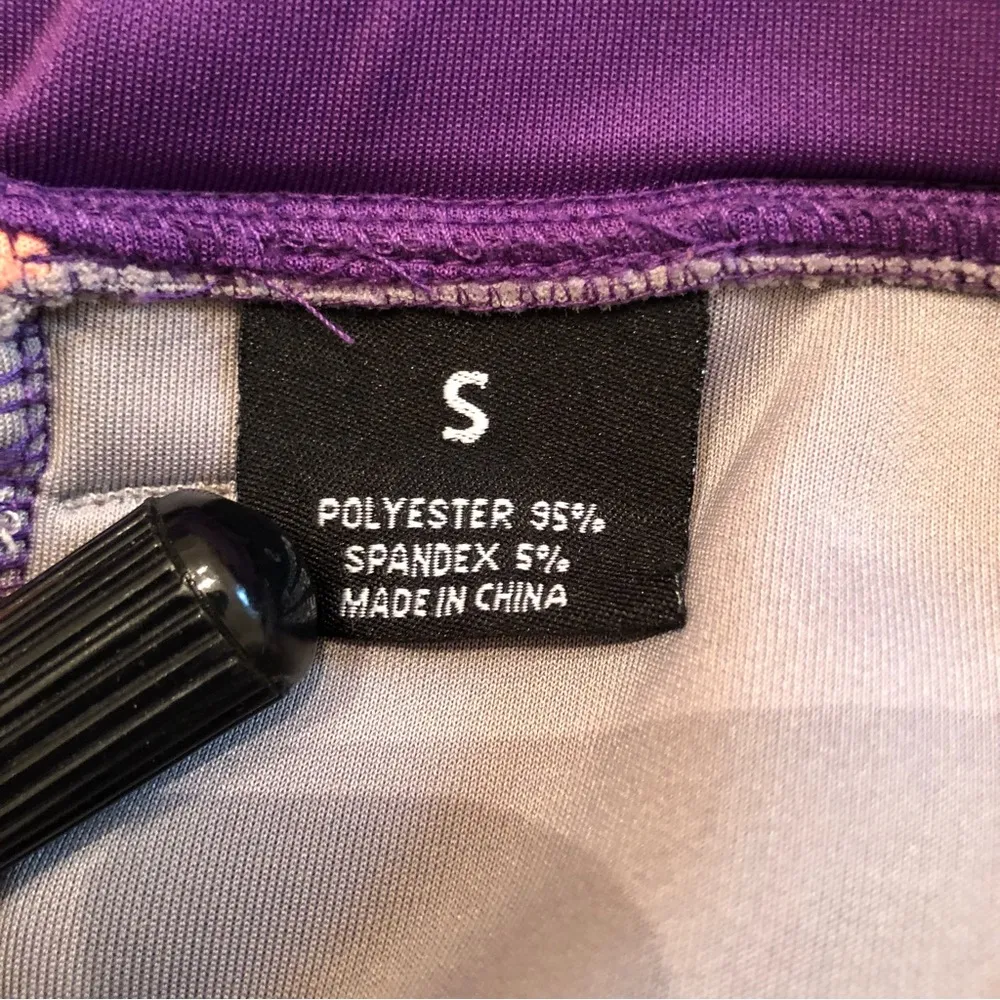 S
POLYESTER 95%
SPANDEX 5%
MADE IN CHINA